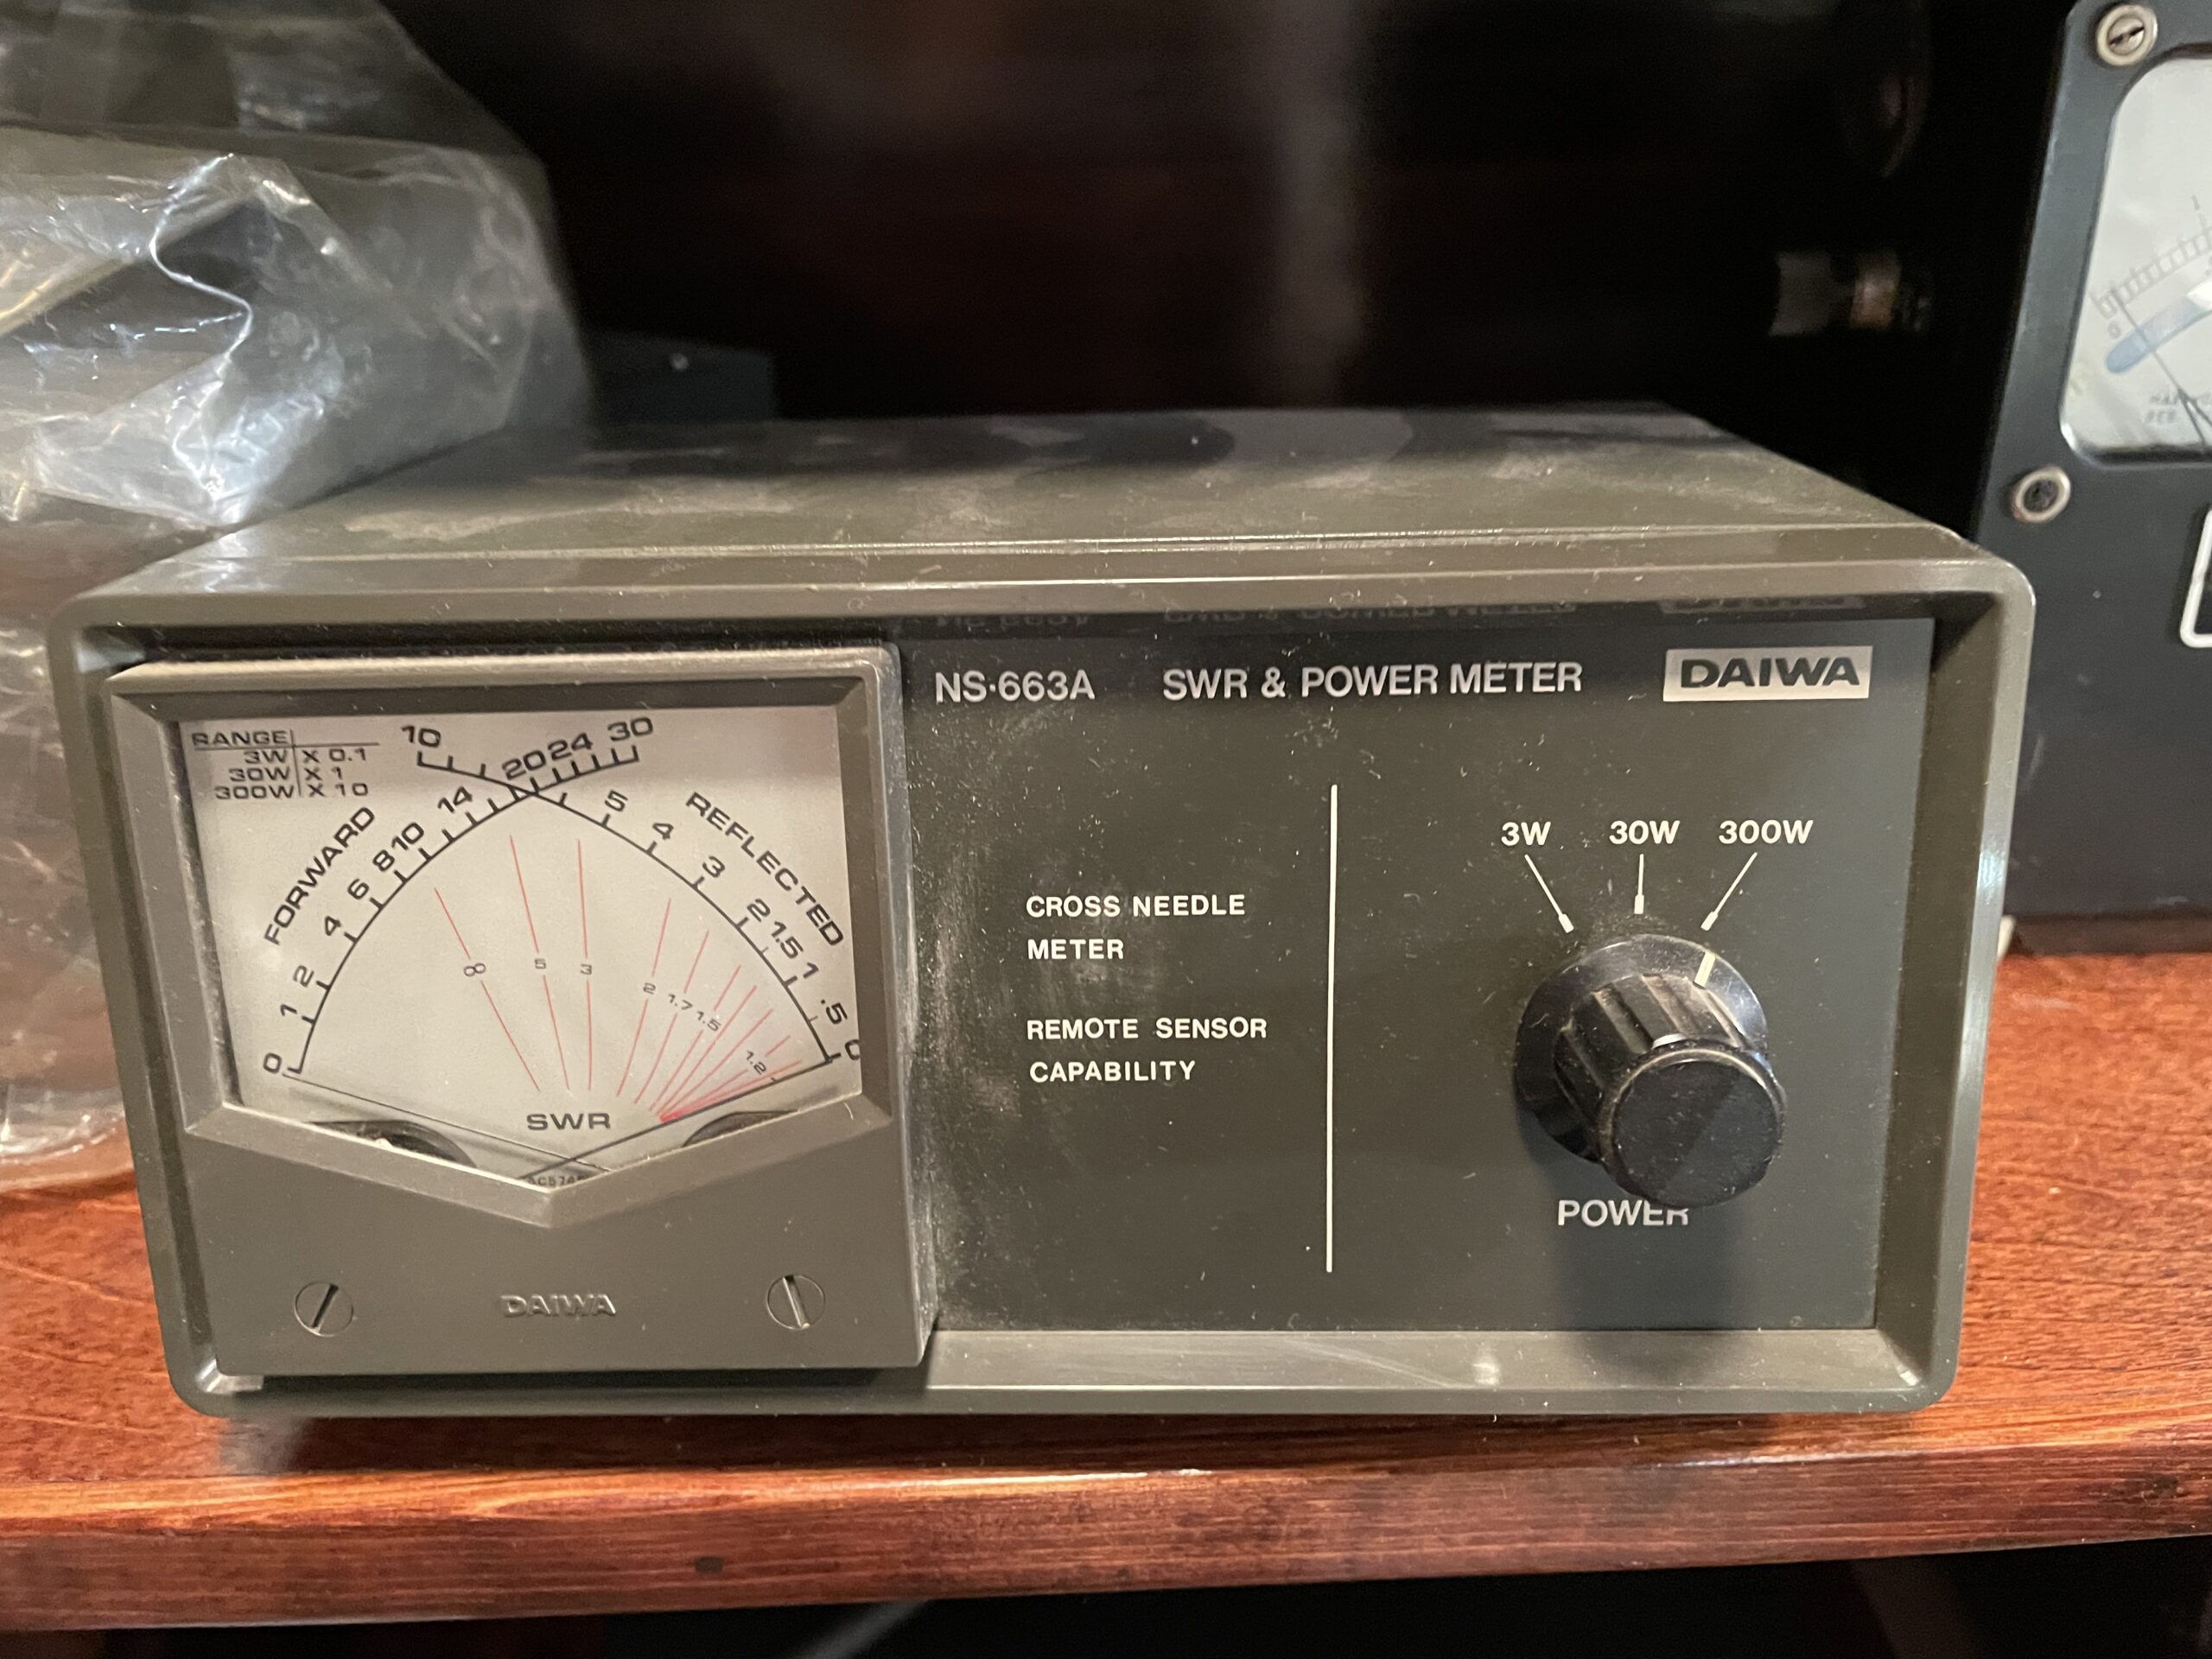 NS-663A SWR & POWER METER DAIWA
RANGE
3W X 0.1
30W X 1
300W X 10
10
20 24 30
FORWARD
0 1 2 4 6 8 10 14
REFLECTED
5 4 3 2 1.5 1 .5 0
∞ 5 3 2 1.7 1.5 1.2
SWR
DAIWA
CROSS NEEDLE
METER
REMOTE SENSOR
CAPABILITY
3W 30W 300W
POWER